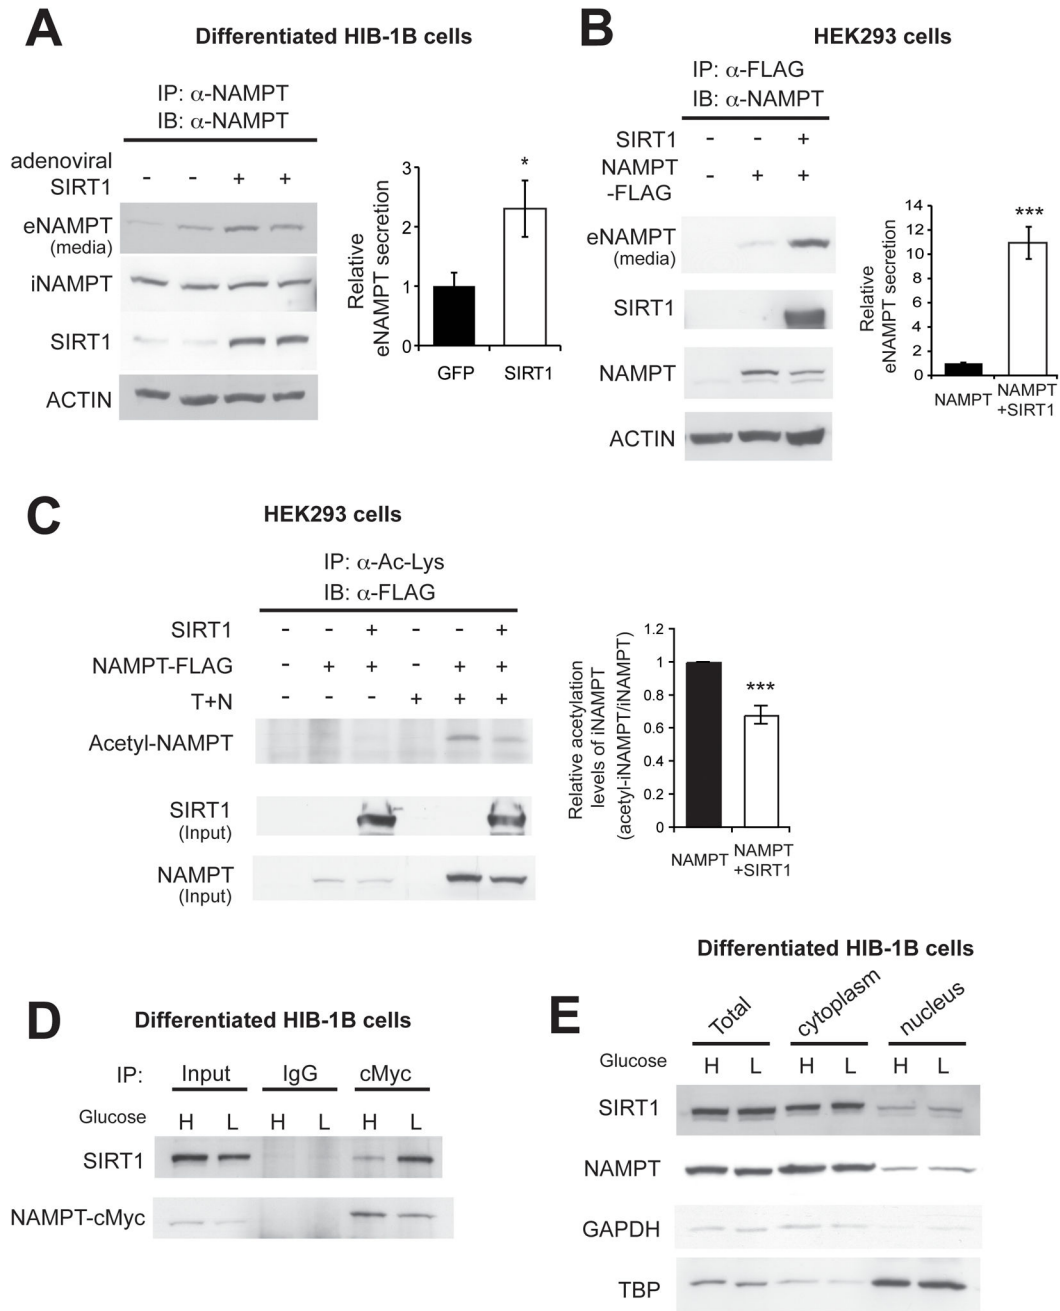 A
Differentiated HIB-1B cells
IP: α-NAMPT
IB: α-NAMPT
adenoviral
SIRT1
- - + +
eNAMPT
(media)
iNAMPT
SIRT1
ACTIN
Relative
eNAMPT secretion
3
2
1
0
*
GFP SIRT1
B
HEK293 cells
IP: α-FLAG
IB: α-NAMPT
SIRT1 - - +
NAMPT
-FLAG
- + +
eNAMPT
(media)
SIRT1
NAMPT
ACTIN
Relative
eNAMPT secretion
14
12
10
8
6
4
2
0
***
NAMPT
NAMPT
+SIRT1
C
HEK293 cells
IP: α-Ac-Lys
IB: α-FLAG
SIRT1 - - + - - +
NAMPT-FLAG - + + - + +
T+N - - - + + +
Acetyl-NAMPT
SIRT1
(Input)
NAMPT
(Input)
Relative acetylation
levels of iNAMPT
(acetyl-iNAMPT/iNAMPT)
1.2
1
0.8
0.6
0.4
0.2
0
***
NAMPT
NAMPT
+SIRT1
D
Differentiated HIB-1B cells
IP: Input IgG cMyc
Glucose H L H L H L
SIRT1
NAMPT-cMyc
E
Differentiated HIB-1B cells
Total cytoplasm nucleus
Glucose H L H L H L
SIRT1
NAMPT
GAPDH
TBP